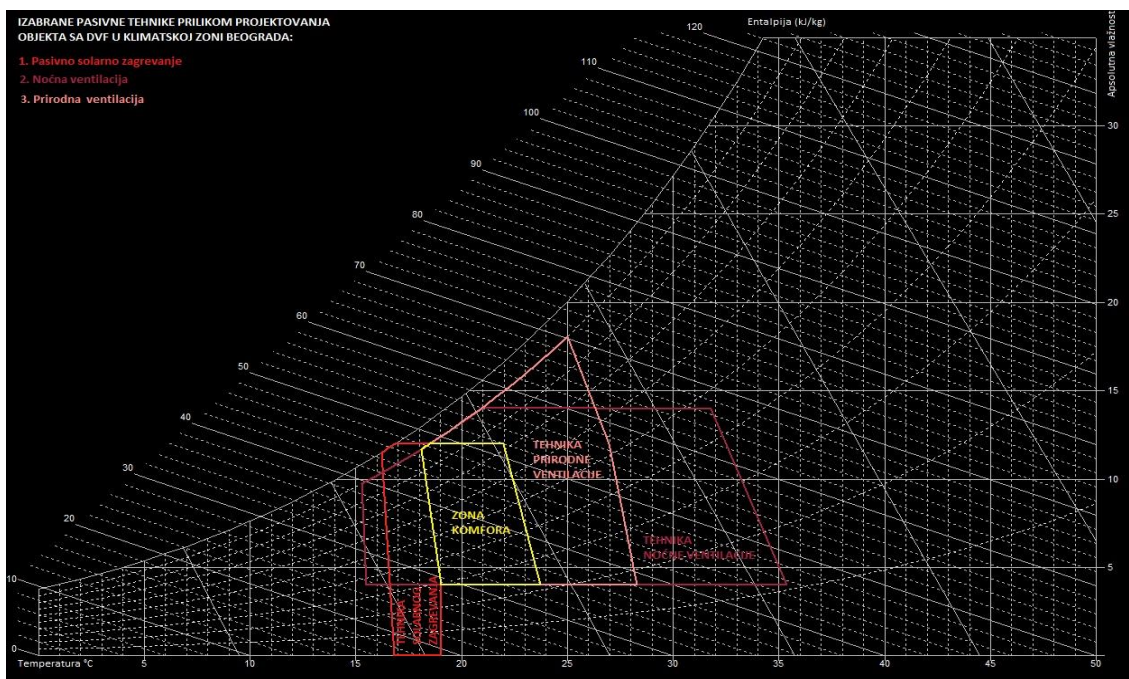 IZABRANE PASIVNE TEHNIKE PRILIKOM PROJEKTOVANJA
OBJEKTA SA DVF U KLIMATSKOJ ZONI BEOGRADA:
1. Pasivno solarno zagrevanje
2. Noćna ventilacija
3. Prirodna ventilacija
Entalpija (kJ/kg)
Apsolutna vlažnost
120
110
100
90
80
70
60
50
40
30
20
10
0
30
25
20
15
10
5
TEHNIKA
PRIRODNE
VENTILACIJE
ZONA
KOMFORA
TEHNIKA
NOĆNE VENTILACIJE
TEHNIKA
SOLARNOG
ZAGREVANJA
Temperatura °C
5
10
15
20
25
30
35
40
45
50